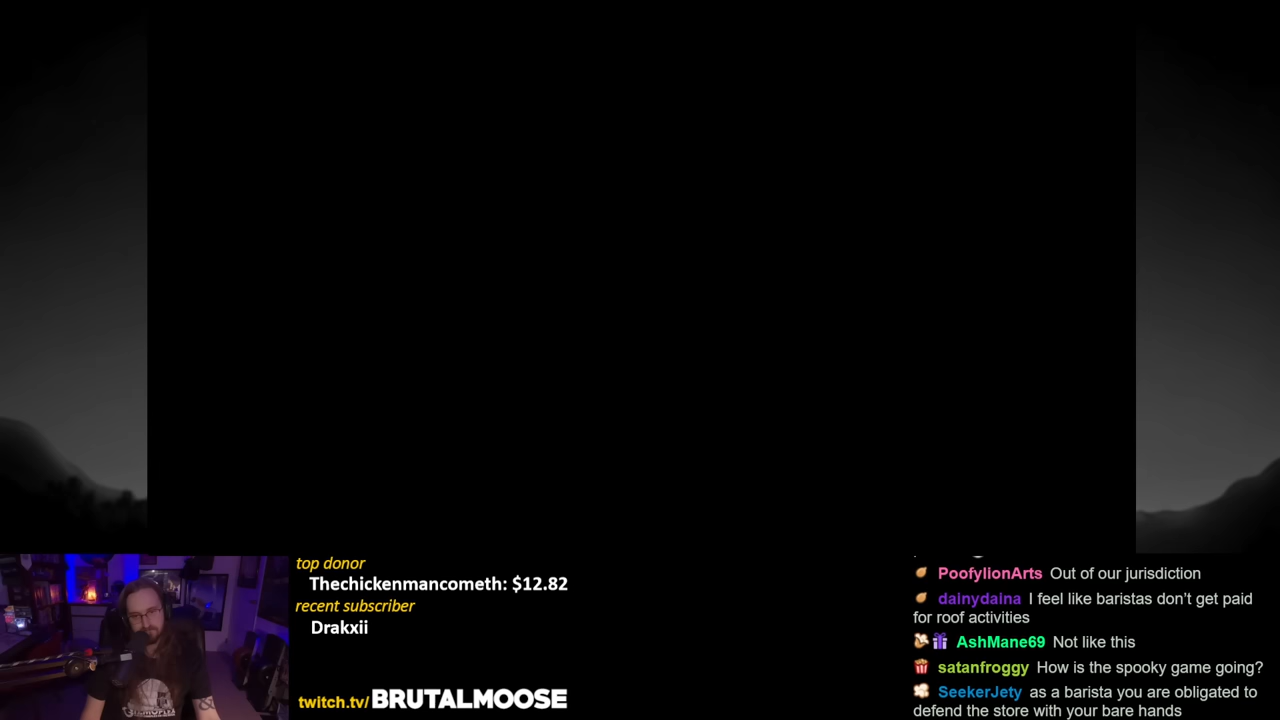 top donor
Thechickenmancometh: $12.82
recent subscriber
Drakxii
twitch.tv/BRUTALMOOSE
PoofylionArts Out of our jurisdiction
dainydaina I feel like baristas don't get paid
for roof activities
AshMane69 Not like this
satanfroggy How is the spooky game going?
SeekerJety as a barista you are obligated to
defend the store with your bare hands